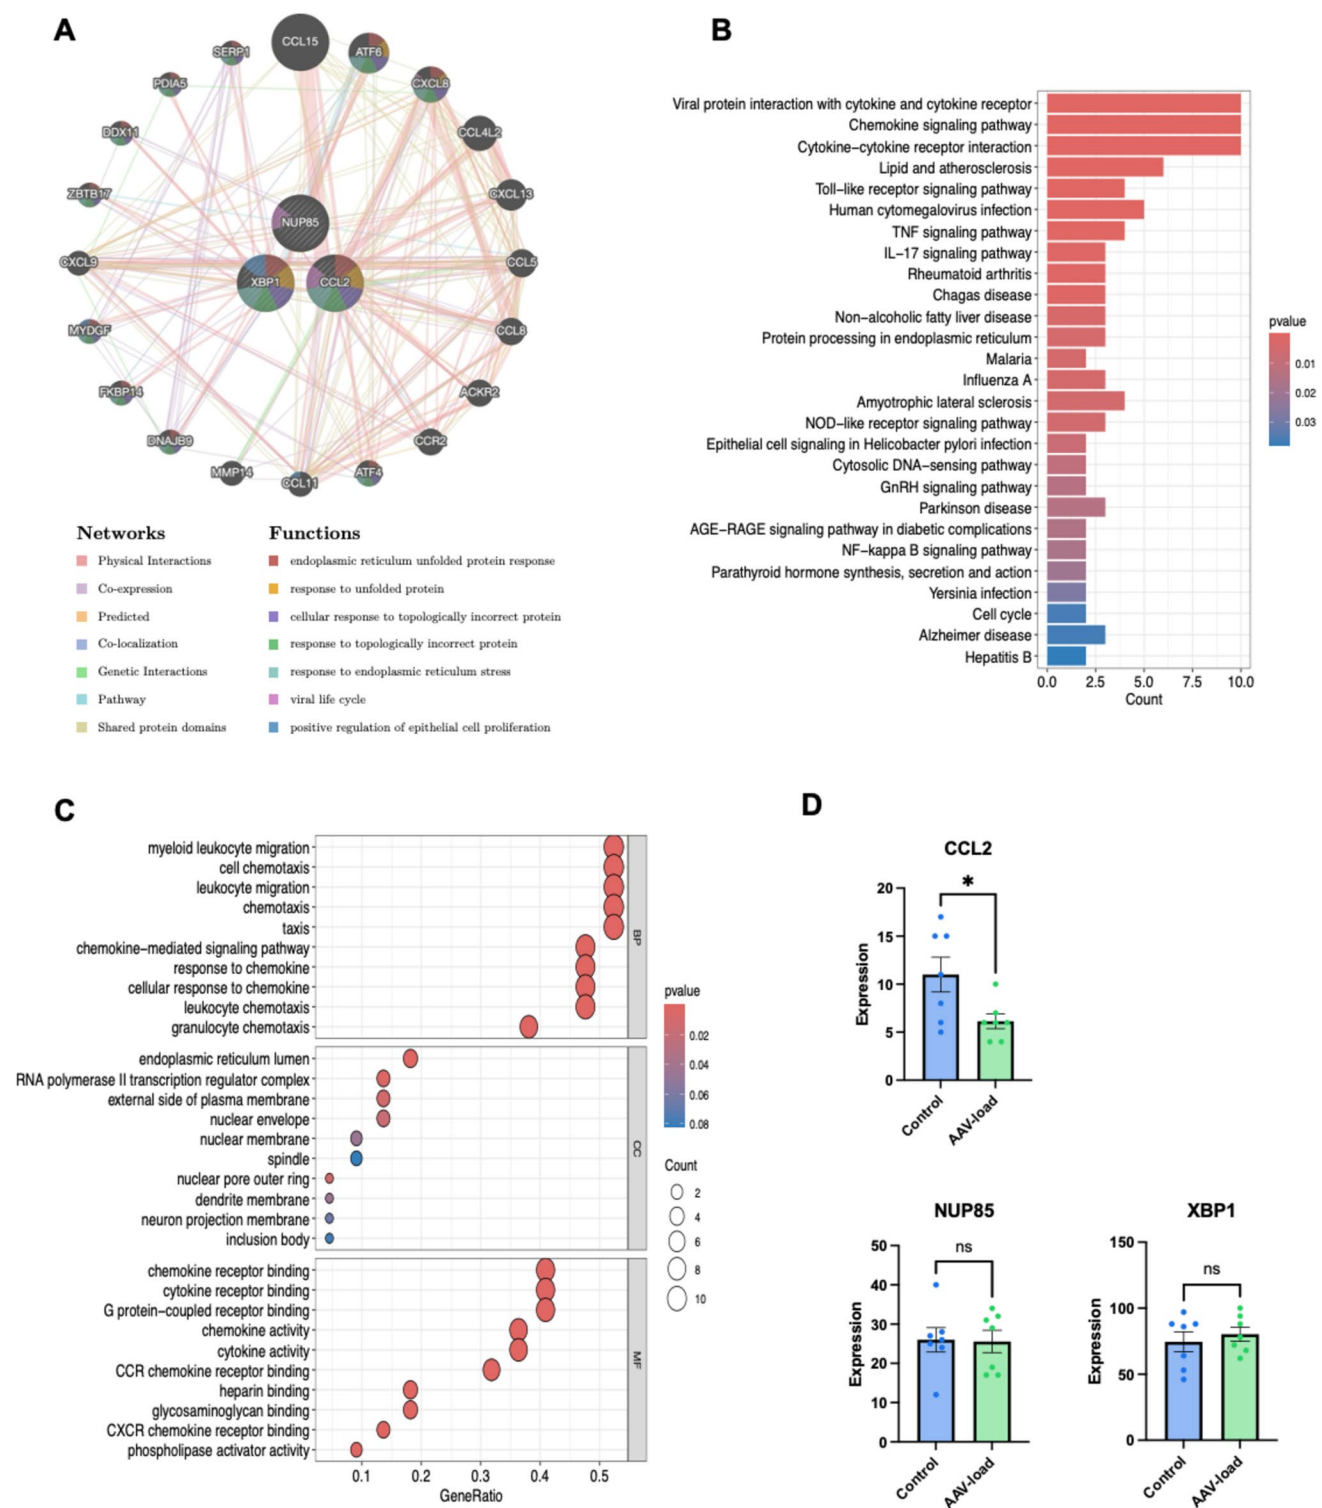 A
CCL15
SERP1
ATF6
PDIA5
CXCL8
DDX11
CCL4L2
ZBTB17
CXCL13
NUP85
CXCL9
CCL5
XBP1
CCL2
MYDGF
CCL8
FKBP14
ACKR2
DNAJB9
CCR2
MMP14
ATF4
CCL11
Networks
Physical Interactions
Co-expression
Predicted
Co-localization
Genetic Interactions
Pathway
Shared protein domains
Functions
endoplasmic reticulum unfolded protein response
response to unfolded protein
cellular response to topologically incorrect protein
response to topologically incorrect protein
response to endoplasmic reticulum stress
viral life cycle
positive regulation of epithelial cell proliferation
B
Viral protein interaction with cytokine and cytokine receptor
Chemokine signaling pathway
Cytokine−cytokine receptor interaction
Lipid and atherosclerosis
Toll−like receptor signaling pathway
Human cytomegalovirus infection
TNF signaling pathway
IL−17 signaling pathway
Rheumatoid arthritis
Chagas disease
Non−alcoholic fatty liver disease
Protein processing in endoplasmic reticulum
Malaria
Influenza A
Amyotrophic lateral sclerosis
NOD−like receptor signaling pathway
Epithelial cell signaling in Helicobacter pylori infection
Cytosolic DNA−sensing pathway
GnRH signaling pathway
Parkinson disease
AGE−RAGE signaling pathway in diabetic complications
NF−kappa B signaling pathway
Parathyroid hormone synthesis, secretion and action
Yersinia infection
Cell cycle
Alzheimer disease
Hepatitis B
0.0 2.5 5.0 7.5 10.0
Count
pvalue
0.01
0.02
0.03
C
myeloid leukocyte migration
cell chemotaxis
leukocyte migration
chemotaxis
taxis
chemokine−mediated signaling pathway
response to chemokine
cellular response to chemokine
leukocyte chemotaxis
granulocyte chemotaxis
BP
endoplasmic reticulum lumen
RNA polymerase II transcription regulator complex
external side of plasma membrane
nuclear envelope
nuclear membrane
spindle
nuclear pore outer ring
dendrite membrane
neuron projection membrane
inclusion body
CC
chemokine receptor binding
cytokine receptor binding
G protein−coupled receptor binding
chemokine activity
cytokine activity
CCR chemokine receptor binding
heparin binding
glycosaminoglycan binding
CXCR chemokine receptor binding
phospholipase activator activity
MF
0.1 0.2 0.3 0.4 0.5
GeneRatio
pvalue
0.02
0.04
0.06
0.08
Count
2
4
6
8
10
D
CCL2
*
20
15
10
5
0
Expression
Control
AAV-load
NUP85
ns
50
40
30
20
10
0
Expression
Control
AAV-load
XBP1
ns
150
100
50
0
Expression
Control
AAV-load